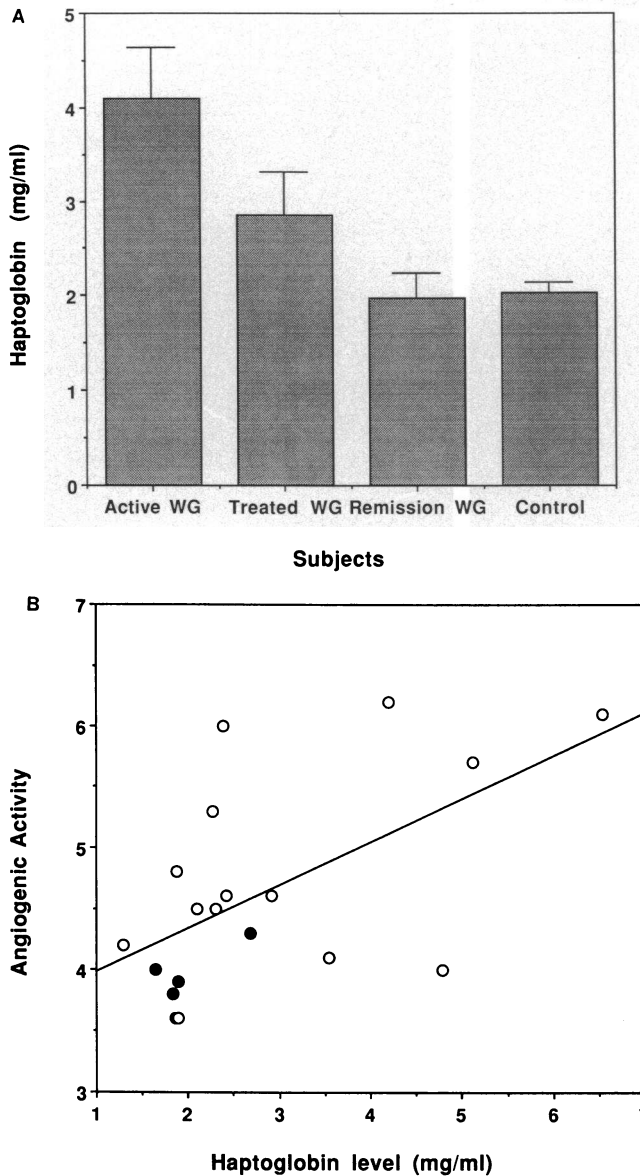 A
5
4
3
2
1
0
Haptoglobin (mg/ml)
Active WG Treated WG Remission WG Control
Subjects
B
7
6
5
4
3
Angiogenic Activity
1 2 3 4 5 6 7
Haptoglobin level (mg/ml)